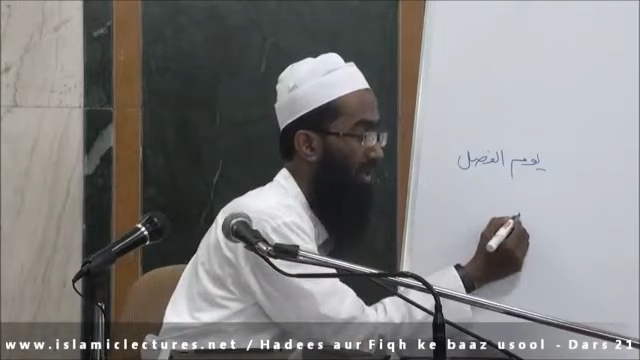 يوم الفصل
www.islamiclectures.net / Hadees aur Fiqh ke baaz usool - Dars 21